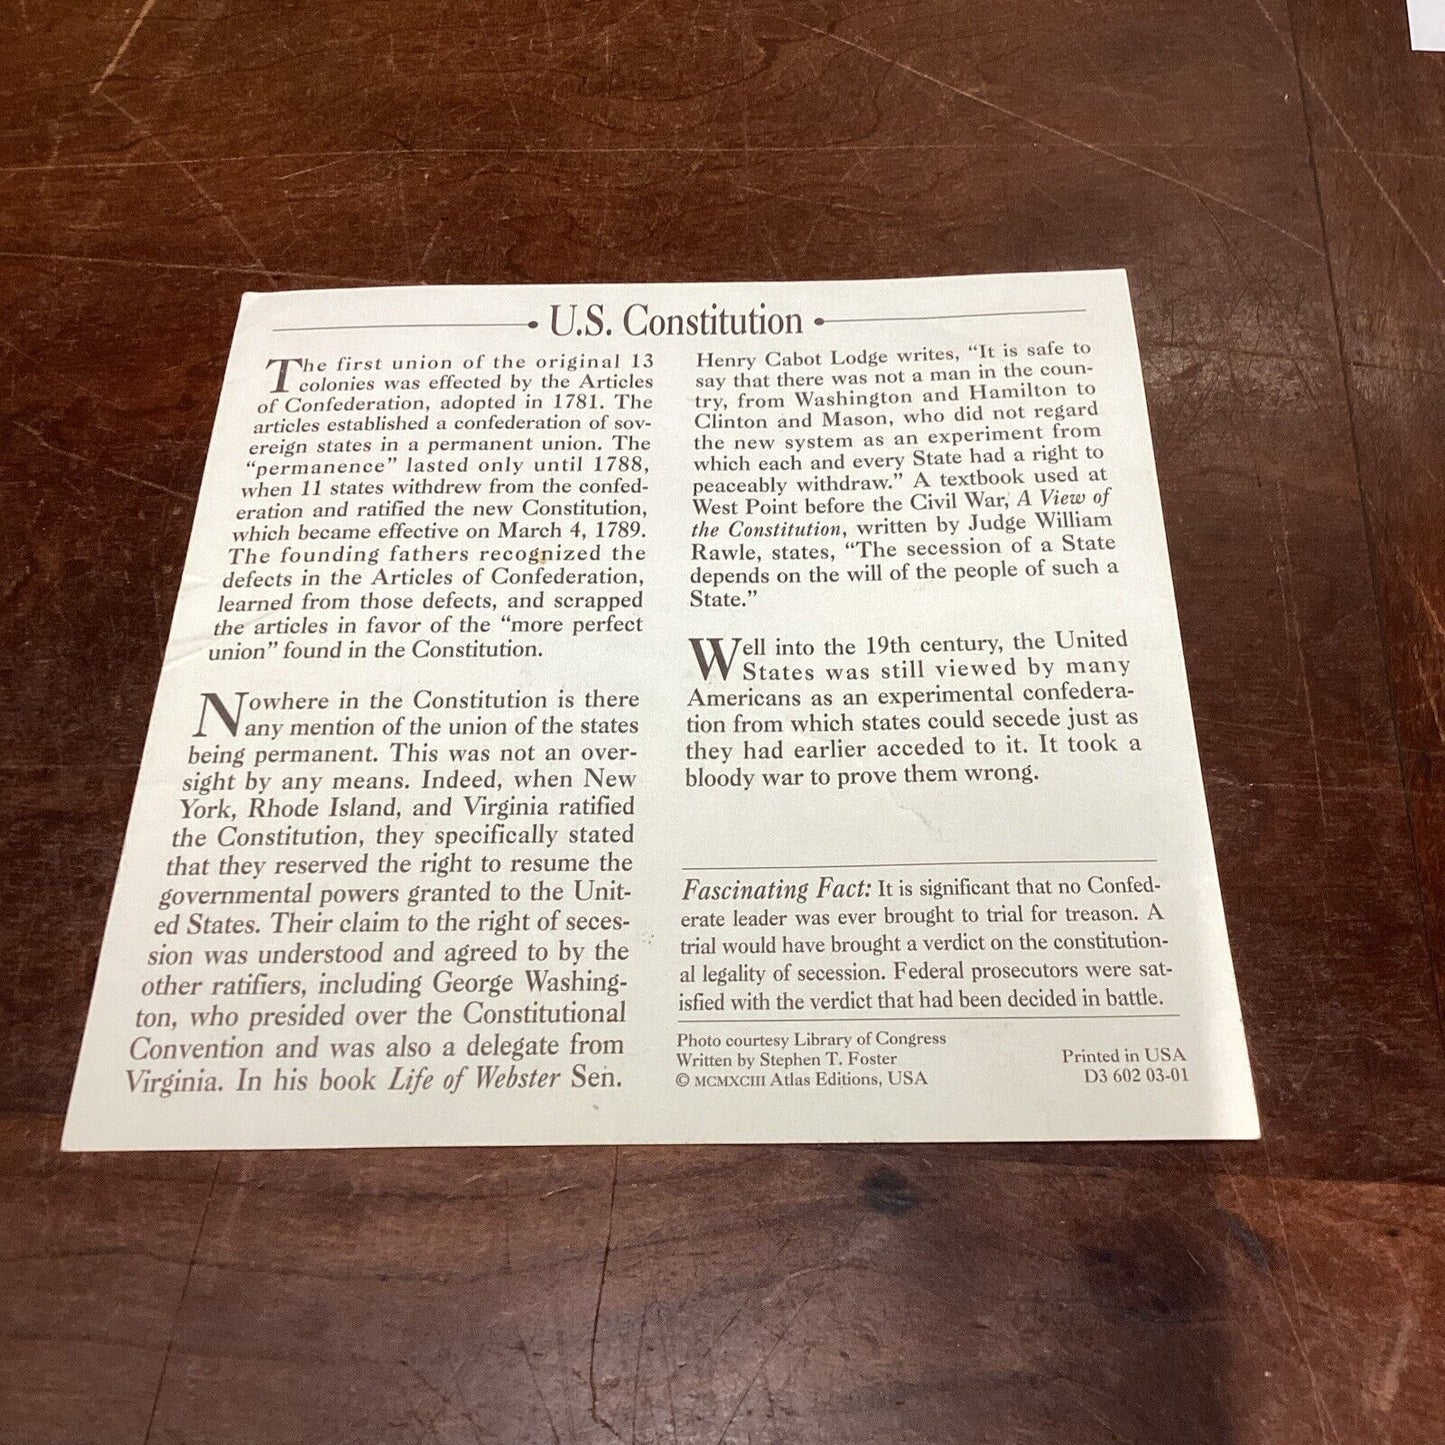 • U.S. Constitution •
The first union of the original 13
colonies was effected by the Articles
of Confederation, adopted in 1781. The
articles established a confederation of sov-
ereign states in a permanent union. The
“permanence” lasted only until 1788,
when 11 states withdrew from the confed-
eration and ratified the new Constitution,
which became effective on March 4, 1789.
The founding fathers recognized the
defects in the Articles of Confederation,
learned from those defects, and scrapped
the articles in favor of the “more perfect
union” found in the Constitution.
Nowhere in the Constitution is there
any mention of the union of the states
being permanent. This was not an over-
sight by any means. Indeed, when New
York, Rhode Island, and Virginia ratified
the Constitution, they specifically stated
that they reserved the right to resume the
governmental powers granted to the Unit-
ed States. Their claim to the right of seces-
sion was understood and agreed to by the
other ratifiers, including George Washing-
ton, who presided over the Constitutional
Convention and was also a delegate from
Virginia. In his book Life of Webster Sen.
Henry Cabot Lodge writes, “It is safe to
say that there was not a man in the coun-
try, from Washington and Hamilton to
Clinton and Mason, who did not regard
the new system as an experiment from
which each and every State had a right to
peaceably withdraw.” A textbook used at
West Point before the Civil War, A View of
the Constitution, written by Judge William
Rawle, states, “The secession of a State
depends on the will of the people of such a
State.”
Well into the 19th century, the United
States was still viewed by many
Americans as an experimental confedera-
tion from which states could secede just as
they had earlier acceded to it. It took a
bloody war to prove them wrong.
Fascinating Fact: It is significant that no Confed-
erate leader was ever brought to trial for treason. A
trial would have brought a verdict on the constitution-
al legality of secession. Federal prosecutors were sat-
isfied with the verdict that had been decided in battle.
Photo courtesy Library of Congress
Written by Stephen T. Foster
© MCMXCIII Atlas Editions, USA
Printed in USA
D3 602 03-01